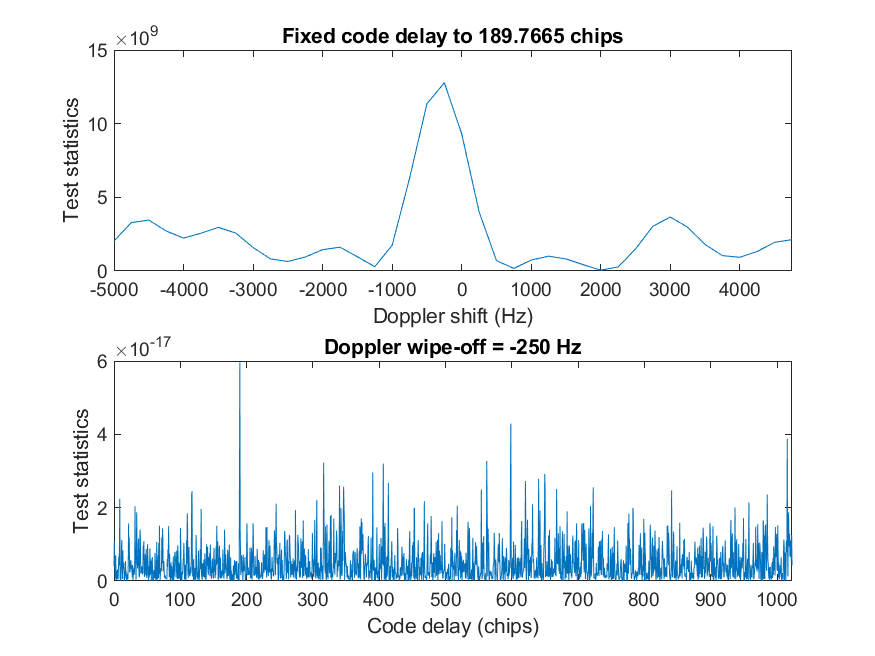 ×10^9
Fixed code delay to 189.7665 chips
15
10
5
0
Test statistics
-5000 -4000 -3000 -2000 -1000 0 1000 2000 3000 4000
Doppler shift (Hz)
×10^-17
Doppler wipe-off = -250 Hz
6
4
2
0
Test statistics
0 100 200 300 400 500 600 700 800 900 1000
Code delay (chips)